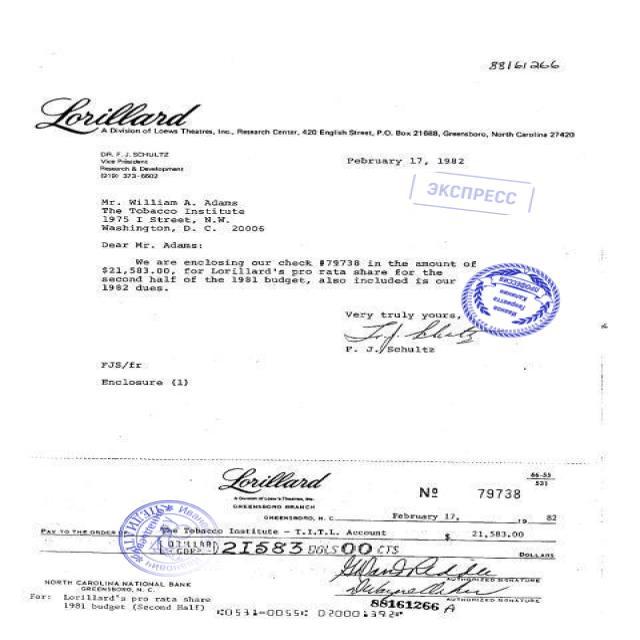 88161266
Lorillard
A Division of Loews Theatres, Inc., Research Center, 420 English Street, P.O. Box 21688, Greensboro, North Carolina 27420
DR. F. J. SCHULTZ
Vice President
Research & Development
(919) 373-6602
February 17, 1982
ЭКСПРЕСС
Mr. William A. Adams
The Tobacco Institute
1975 I Street, N.W.
Washington, D. C. 20006
Dear Mr. Adams:
We are enclosing our check #79738 in the amount of
$21,583.00, for Lorillard's pro rata share for the
second half of the 1981 budget, also included is our
1982 dues.
Very truly yours,
F. J. Schultz
F. J. Schultz
FJS/fr
Enclosure (1)
Lorillard
A Division of Loew's Theatres, Inc.
GREENSBORO BRANCH
GREENSBORO, N. C.
66-55
531
Nº 79738
February 17, 19 82
PAY TO THE ORDER OF The Tobacco Institute - T.I.T.L. Account $ 21,583.00
LORILLARD CORP 21583 DOLS 00 CTS DOLLARS
AUTHORIZED SIGNATURE
NORTH CAROLINA NATIONAL BANK
GREENSBORO, N. C.
AUTHORIZED SIGNATURE
For: Lorillard's pro rata share
1981 budget (Second Half)
88161266 A